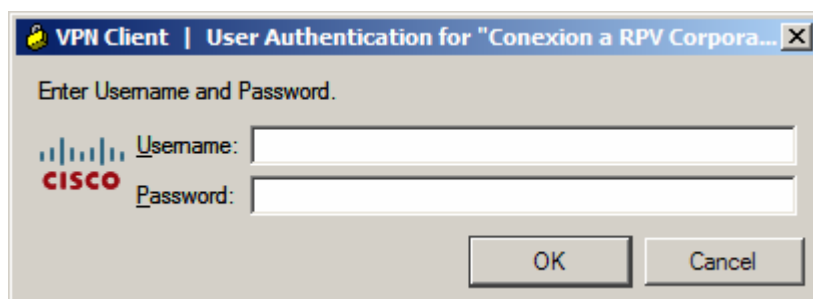 VPN Client | User Authentication for "Conexion a RPV Corpora...
Enter Username and Password.
Username:
CISCO
Password:
OK Cancel